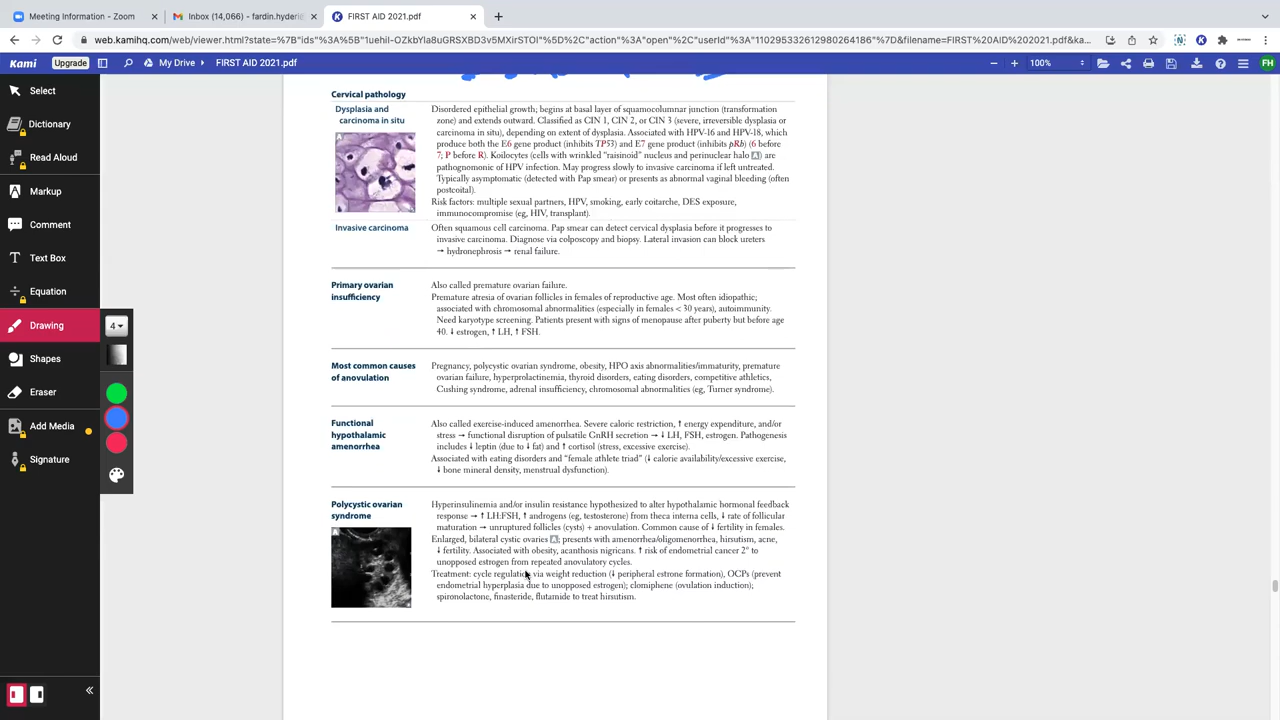 Meeting Information - Zoom
Inbox (14,066) - fardin.hyderi@
FIRST AID 2021.pdf
web.kamihq.com/web/viewer.html?state=%7B"ids"%3A%5B"1uehiI-OZkbYla8uGRSXBD3v5MXirSTOI"%5D%2C"action"%3A"open"%2C"userId"%3A"110295332612980264186"%7D&filename=FIRST%20AID%202021.pdf&ka...
Kami
Upgrade
My Drive
FIRST AID 2021.pdf
100%
FH
Select
Dictionary
Read Aloud
Markup
Comment
Text Box
Equation
Drawing
Shapes
Eraser
Add Media
Signature
4
Cervical pathology
Dysplasia and
carcinoma in situ
Disordered epithelial growth; begins at basal layer of squamocolumnar junction (transformation
zone) and extends outward. Classified as CIN 1, CIN 2, or CIN 3 (severe, irreversible dysplasia or
carcinoma in situ), depending on extent of dysplasia. Associated with HPV-16 and HPV-18, which
produce both the E6 gene product (inhibits TP53) and E7 gene product (inhibits pRb) (6 before
7; P before R). Koilocytes (cells with wrinkled "raisinoid" nucleus and perinuclear halo A) are
pathognomonic of HPV infection. May progress slowly to invasive carcinoma if left untreated.
Typically asymptomatic (detected with Pap smear) or presents as abnormal vaginal bleeding (often
postcoital).
Risk factors: multiple sexual partners, HPV, smoking, early coitarche, DES exposure,
immunocompromise (eg, HIV, transplant).
A
Invasive carcinoma
Often squamous cell carcinoma. Pap smear can detect cervical dysplasia before it progresses to
invasive carcinoma. Diagnose via colposcopy and biopsy. Lateral invasion can block ureters
→ hydronephrosis → renal failure.
Primary ovarian
insufficiency
Also called premature ovarian failure.
Premature atresia of ovarian follicles in females of reproductive age. Most often idiopathic;
associated with chromosomal abnormalities (especially in females < 30 years), autoimmunity.
Need karyotype screening. Patients present with signs of menopause after puberty but before age
40. ↓ estrogen, ↑ LH, ↑ FSH.
Most common causes
of anovulation
Pregnancy, polycystic ovarian syndrome, obesity, HPO axis abnormalities/immaturity, premature
ovarian failure, hyperprolactinemia, thyroid disorders, eating disorders, competitive athletics,
Cushing syndrome, adrenal insufficiency, chromosomal abnormalities (eg, Turner syndrome).
Functional
hypothalamic
amenorrhea
Also called exercise-induced amenorrhea. Severe caloric restriction, ↑ energy expenditure, and/or
stress → functional disruption of pulsatile GnRH secretion → ↓ LH, FSH, estrogen. Pathogenesis
includes ↓ leptin (due to ↓ fat) and ↑ cortisol (stress, excessive exercise).
Associated with eating disorders and "female athlete triad" (↓ calorie availability/excessive exercise,
↓ bone mineral density, menstrual dysfunction).
Polycystic ovarian
syndrome
Hyperinsulinemia and/or insulin resistance hypothesized to alter hypothalamic hormonal feedback
response → ↑ LH:FSH, ↑ androgens (eg, testosterone) from theca interna cells, ↓ rate of follicular
maturation → unruptured follicles (cysts) + anovulation. Common cause of ↓ fertility in females.
Enlarged, bilateral cystic ovaries A; presents with amenorrhea/oligomenorrhea, hirsutism, acne,
↓ fertility. Associated with obesity, acanthosis nigricans. ↑ risk of endometrial cancer 2° to
unopposed estrogen from repeated anovulatory cycles.
Treatment: cycle regulation via weight reduction (↓ peripheral estrone formation), OCPs (prevent
endometrial hyperplasia due to unopposed estrogen); clomiphene (ovulation induction);
spironolactone, finasteride, flutamide to treat hirsutism.
A